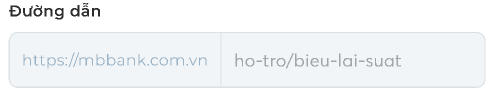 Đường dẫn
https://mbbank.com.vn ho-tro/bieu-lai-suat